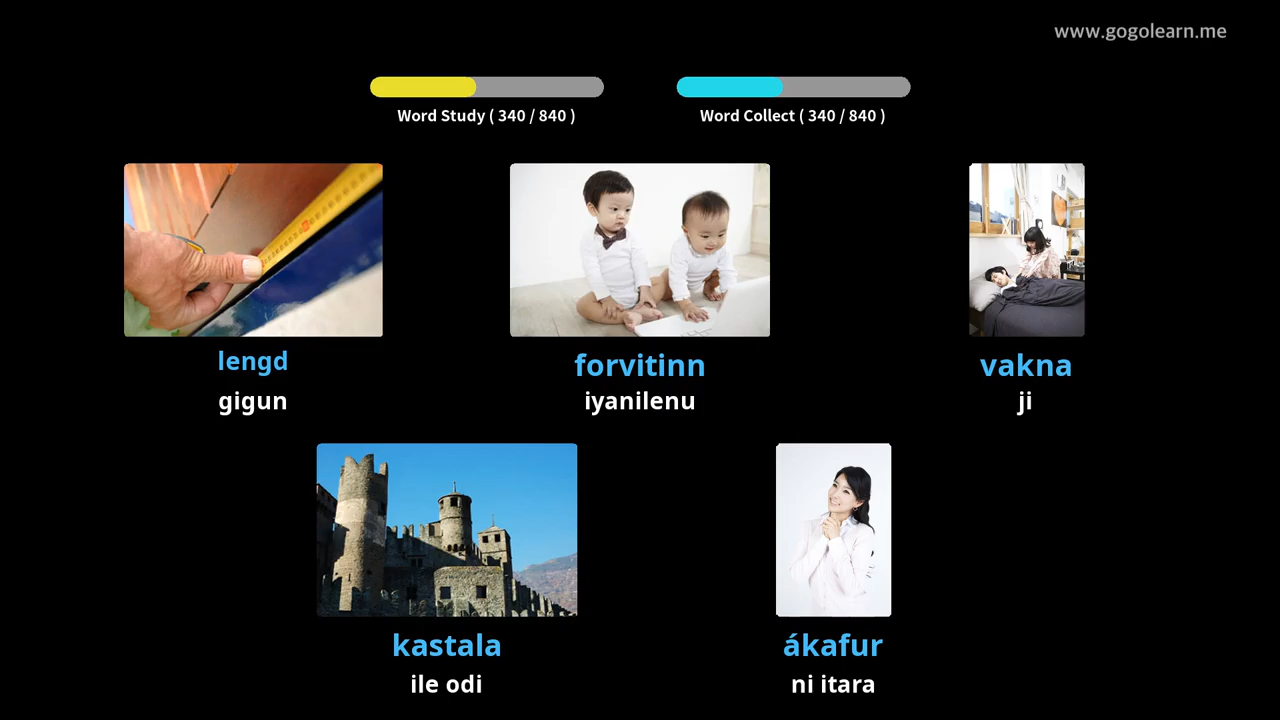 www.gogolearn.me
Word Study ( 340 / 840 )
Word Collect ( 340 / 840 )
lengd
gigun
forvitinn
iyanilenu
vakna
ji
kastala
ile odi
ákafur
ni itara